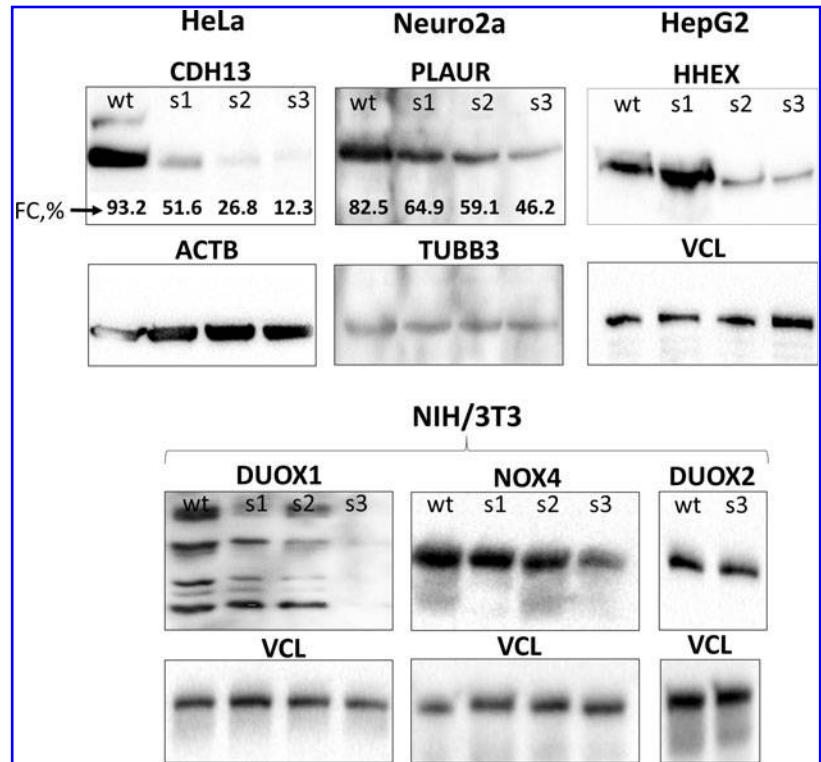 HeLa Neuro2a HepG2
CDH13 PLAUR HHEX
wt s1 s2 s3 wt s1 s2 s3 wt s1 s2 s3
FC,% 93.2 51.6 26.8 12.3 82.5 64.9 59.1 46.2
ACTB TUBB3 VCL
NIH/3T3
DUOX1 NOX4 DUOX2
wt s1 s2 s3 wt s1 s2 s3 wt s3
VCL VCL VCL